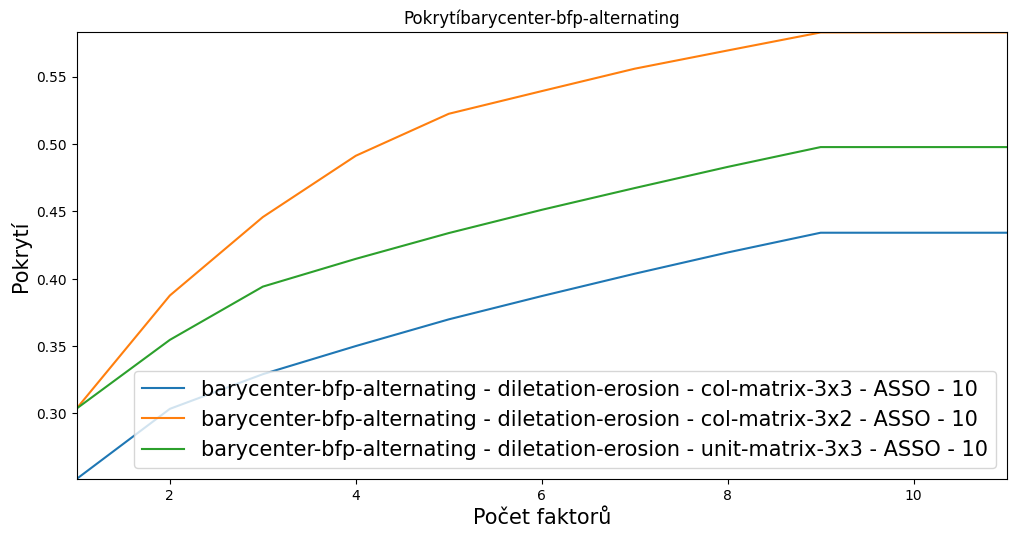 Pokrytíbarycenter-bfp-alternating
0.55
0.50
0.45
0.40
0.35
0.30
Pokrytí
barycenter-bfp-alternating - diletation-erosion - col-matrix-3x3 - ASSO - 10
barycenter-bfp-alternating - diletation-erosion - col-matrix-3x2 - ASSO - 10
barycenter-bfp-alternating - diletation-erosion - unit-matrix-3x3 - ASSO - 10
2 4 6 8 10
Počet faktorů